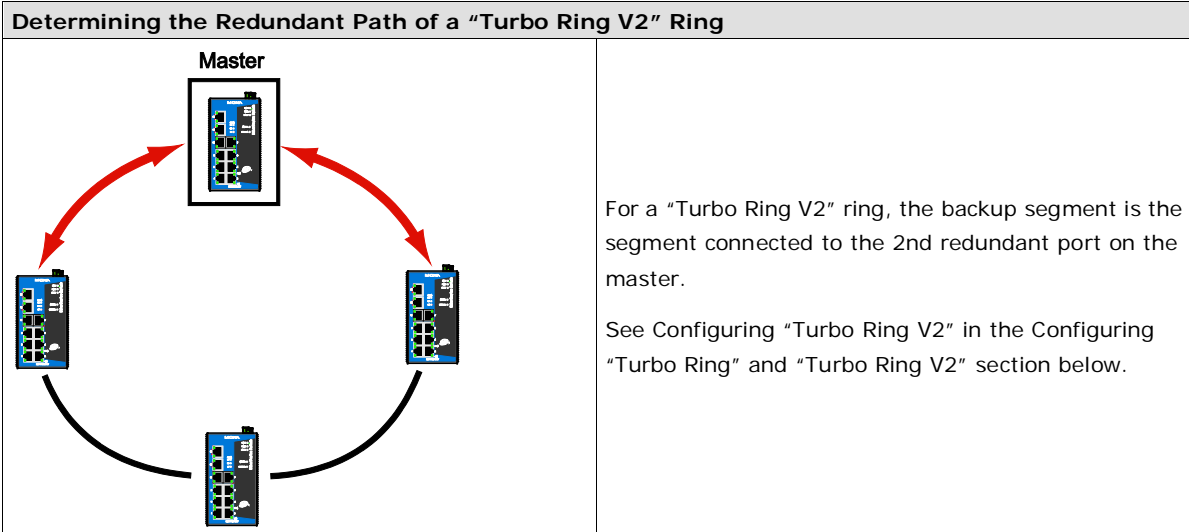 Determining the Redundant Path of a “Turbo Ring V2” Ring
Master
For a “Turbo Ring V2” ring, the backup segment is the
segment connected to the 2nd redundant port on the
master.
See Configuring “Turbo Ring V2” in the Configuring
“Turbo Ring” and “Turbo Ring V2” section below.